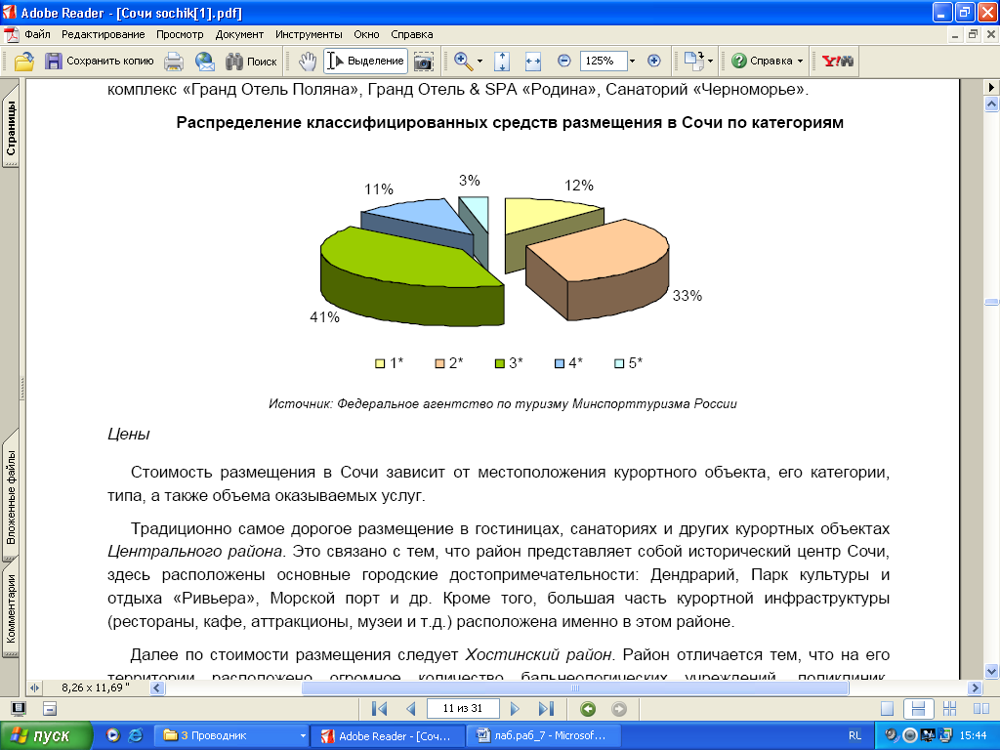 Adobe Reader - [Сочи sochik[1].pdf]
Файл Редактирование Просмотр Документ Инструменты Окно Справка
Сохранить копию Поиск Выделение 125% Справка Y!
комплекс «Гранд Отель Поляна», Гранд Отель & SPA «Родина», Санаторий «Черноморье».
Распределение классифицированных средств размещения в Сочи по категориям
3%
11% 12%
33%
41%
1* 2* 3* 4* 5*
Источник: Федеральное агентство по туризму Минспорттуризма России
Цены
Стоимость размещения в Сочи зависит от местоположения курортного объекта, его категории,
типа, а также объема оказываемых услуг.
Традиционно самое дорогое размещение в гостиницах, санаториях и других курортных объектах
Центрального района. Это связано с тем, что район представляет собой исторический центр Сочи,
здесь расположены основные городские достопримечательности: Дендрарий, Парк культуры и
отдыха «Ривьера», Морской порт и др. Кроме того, большая часть курортной инфраструктуры
(рестораны, кафе, аттракционы, музеи и т.д.) расположена именно в этом районе.
Далее по стоимости размещения следует Хостинский район. Район отличается тем, что на его
территории расположено огромное количество бальнеологических учреждений, поликлиник,
Страницы
Вложенные файлы
Комментарии
8,26 x 11,69 "
11 из 31
пуск 3 Проводник Adobe Reader - [Соч... лаб.раб_7 - Microsof... RL 15:44